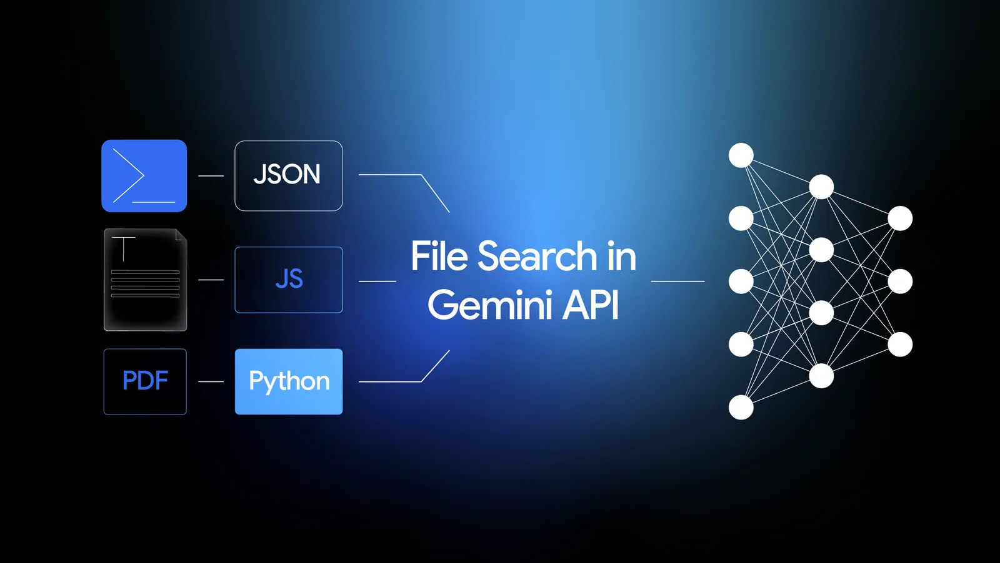 JSON
JS
PDF
Python
File Search in
Gemini API